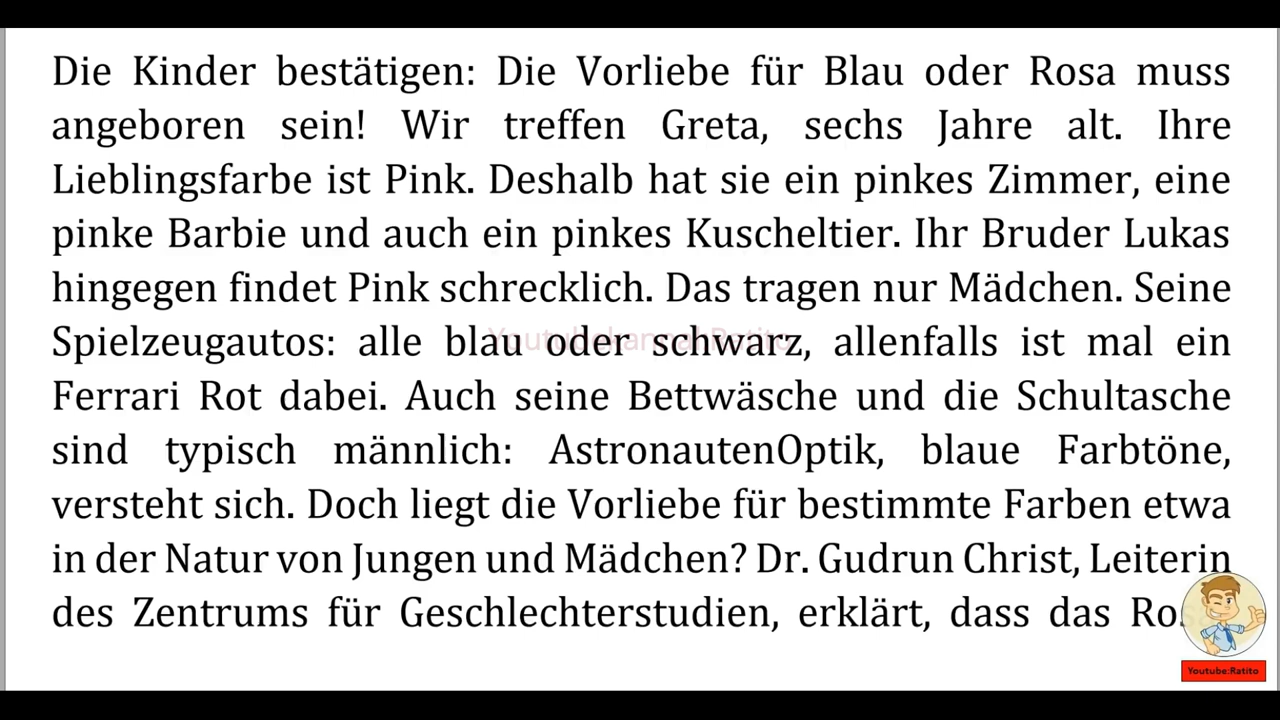 Die Kinder bestätigen: Die Vorliebe für Blau oder Rosa muss
angeboren sein! Wir treffen Greta, sechs Jahre alt. Ihre
Lieblingsfarbe ist Pink. Deshalb hat sie ein pinkes Zimmer, eine
pinke Barbie und auch ein pinkes Kuscheltier. Ihr Bruder Lukas
hingegen findet Pink schrecklich. Das tragen nur Mädchen. Seine
Spielzeugautos: alle blau oder schwarz, allenfalls ist mal ein
Ferrari Rot dabei. Auch seine Bettwäsche und die Schultasche
sind typisch männlich: AstronautenOptik, blaue Farbtöne,
versteht sich. Doch liegt die Vorliebe für bestimmte Farben etwa
in der Natur von Jungen und Mädchen? Dr. Gudrun Christ, Leiterin
des Zentrums für Geschlechterstudien, erklärt, dass das
Youtube:Ratito